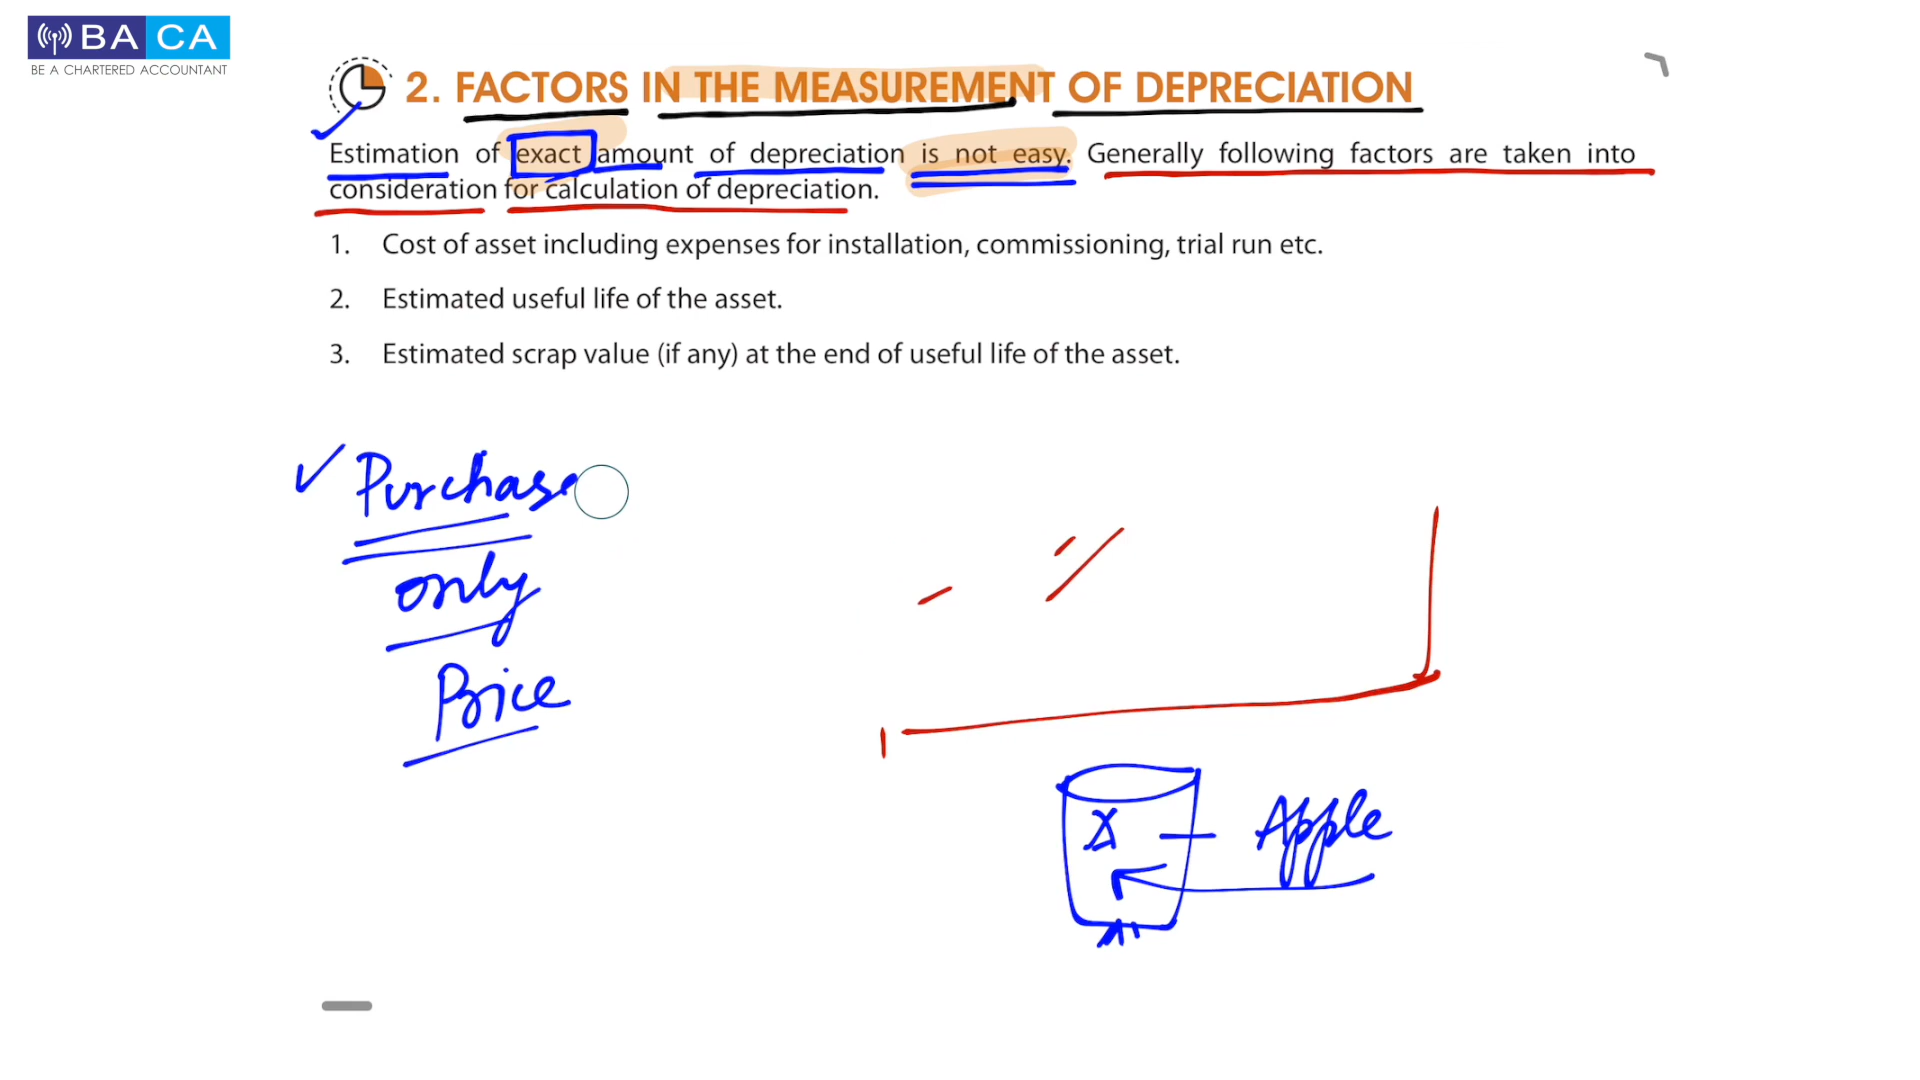 BA CA
BE A CHARTERED ACCOUNTANT
2. FACTORS IN THE MEASUREMENT OF DEPRECIATION
Estimation of exact amount of depreciation is not easy. Generally following factors are taken into
consideration for calculation of depreciation.
1. Cost of asset including expenses for installation, commissioning, trial run etc.
2. Estimated useful life of the asset.
3. Estimated scrap value (if any) at the end of useful life of the asset.
Purchase
only
Price
Apple